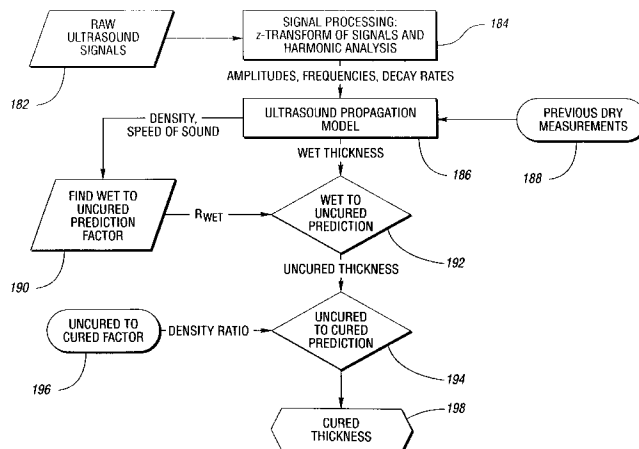 RAW
ULTRASOUND
SIGNALS
182
SIGNAL PROCESSING:
z-TRANSFORM OF SIGNALS AND
HARMONIC ANALYSIS
184
AMPLITUDES, FREQUENCIES, DECAY RATES
DENSITY,
SPEED OF SOUND
ULTRASOUND PROPAGATION
MODEL
186
PREVIOUS DRY
MEASUREMENTS
188
WET THICKNESS
FIND WET TO
UNCURED
PREDICTION
FACTOR
190
RWET
WET TO
UNCURED
PREDICTION
192
UNCURED THICKNESS
UNCURED TO
CURED FACTOR
196
DENSITY RATIO
UNCURED
TO CURED
PREDICTION
194
CURED
THICKNESS
198